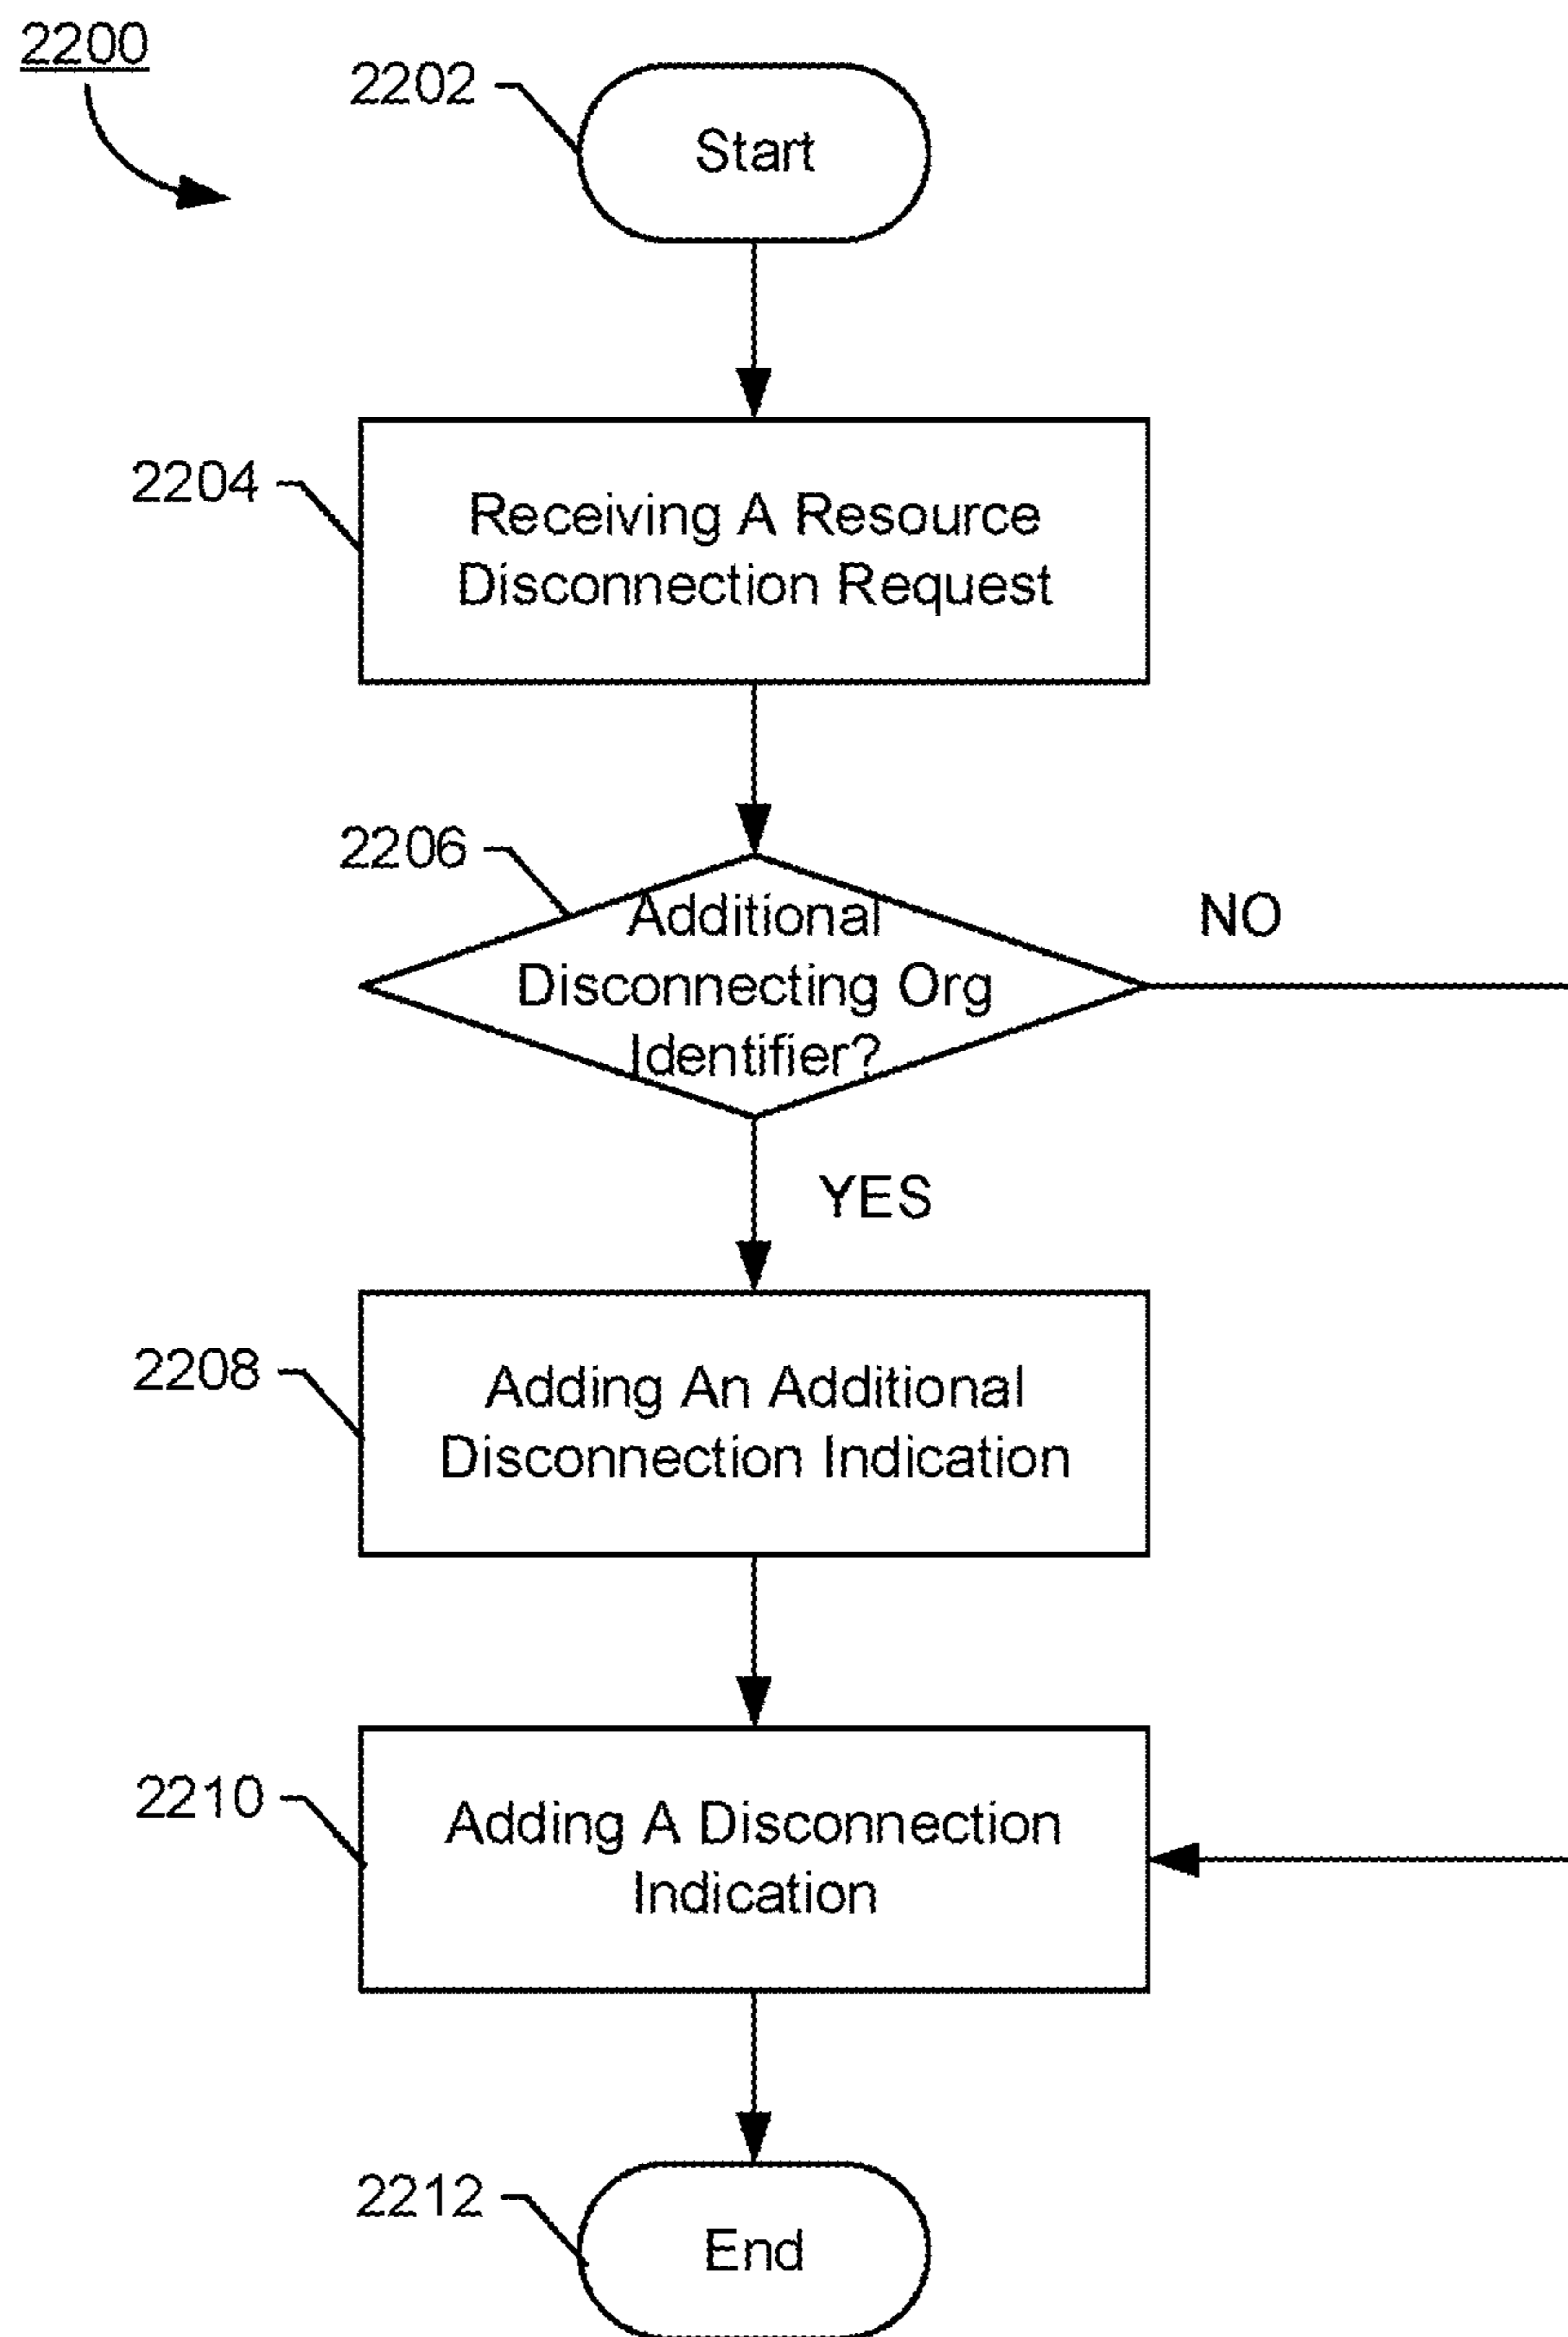 2200
2202
Start
2204
Receiving A Resource
Disconnection Request
2206
Additional
Disconnecting Org
Identifier?
NO
YES
2208
Adding An Additional
Disconnection Indication
2210
Adding A Disconnection
Indication
2212
End